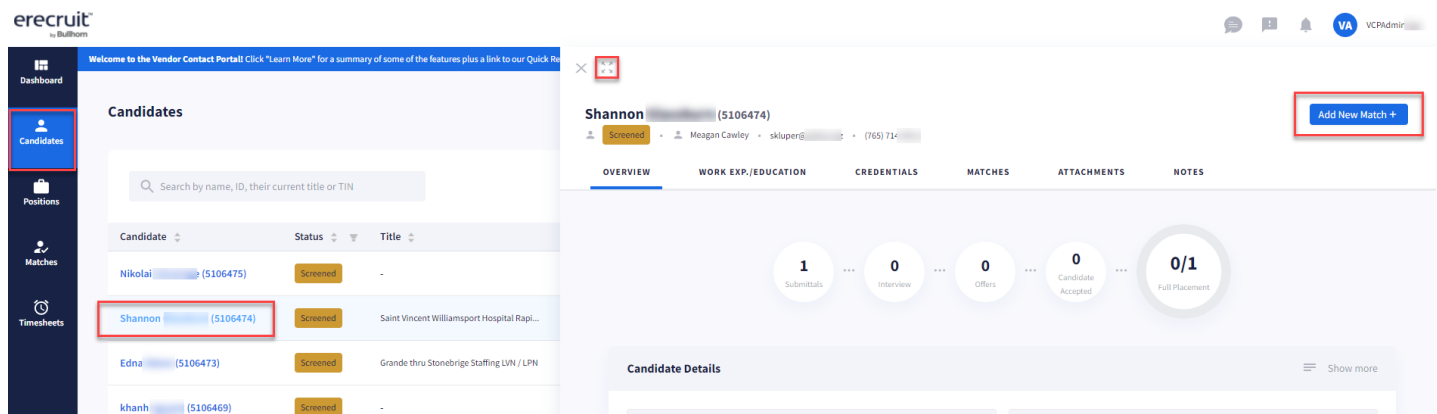 erecruit™
by Bullhorn
VA VCPAdmin
Dashboard
Candidates
Positions
Matches
Timesheets
Welcome to the Vendor Contact Portal! Click "Learn More" for a summary of some of the features plus a link to our Quick Re
Candidates
Search by name, ID, their current title or TIN
Candidate Status Title
Nikolai (5106475) Screened -
Shannon (5106474) Screened Saint Vincent Williamsport Hospital Rapi...
Edna (5106473) Screened Grande thru Stonebrige Staffing LVN / LPN
khanh (5106469) Screened -
Shannon (5106474)
Add New Match +
Screened • Meagan Cawley • skluper@ • (765) 714
OVERVIEW WORK EXP./EDUCATION CREDENTIALS MATCHES ATTACHMENTS NOTES
1 ... 0 ... 0 ... 0 ... 0/1
Submittals Interview Offers Candidate Accepted Full Placement
Candidate Details
Show more